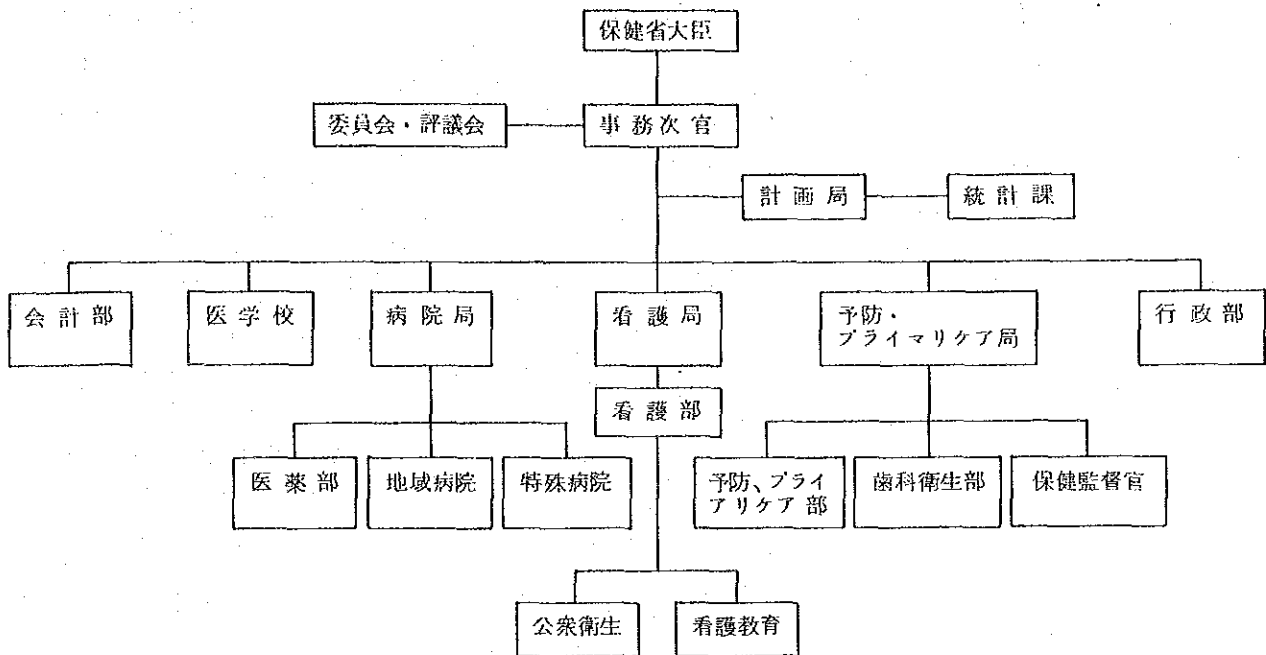 保健省大臣
委員会・評議会
事務次官
計画局
統計課
会計部
医学校
病院局
看護局
予防・
プライマリケア局
行政部
看護部
医薬部
地域病院
特殊病院
予防、プライ
アリケア部
歯科衛生部
保健監督官
公衆衛生
看護教育